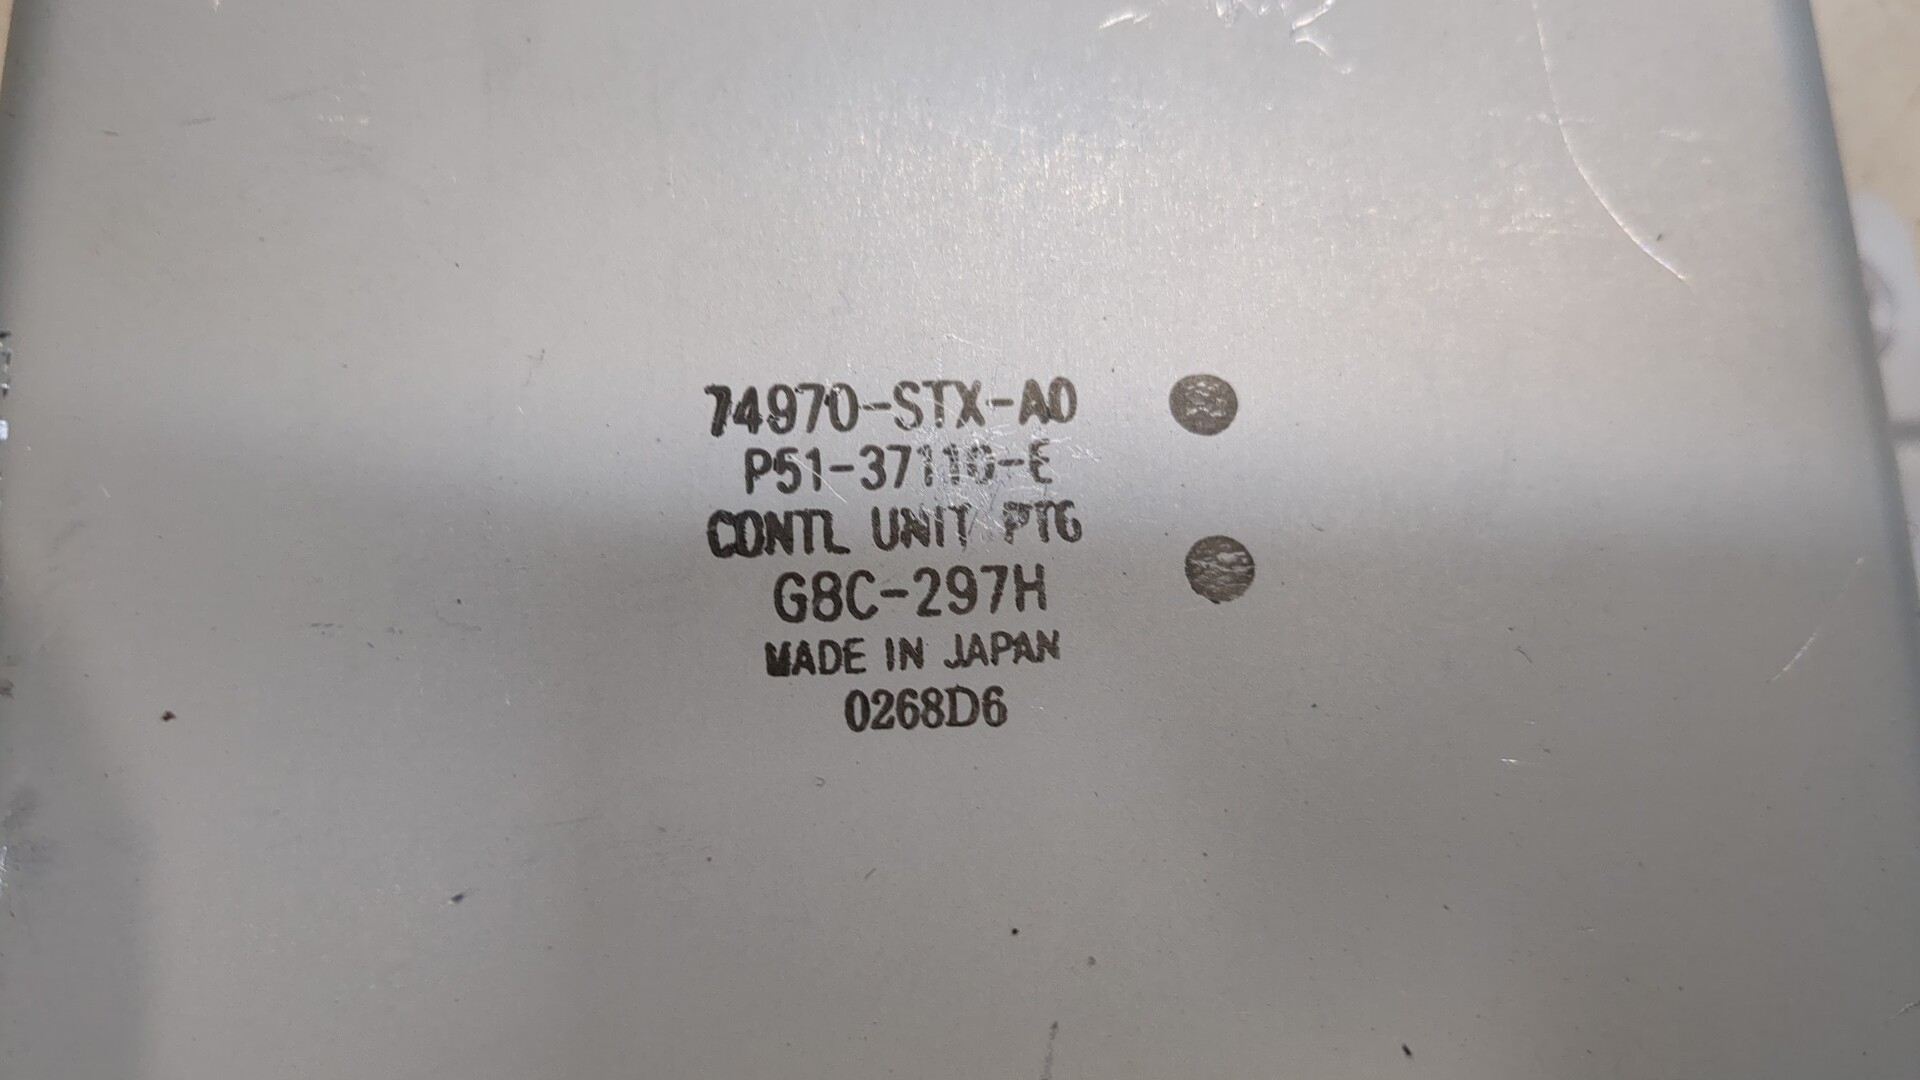 74970-STX-A0
P51-37110-E
CONTL UNIT PTG
G8C-297H
MADE IN JAPAN
0268D6